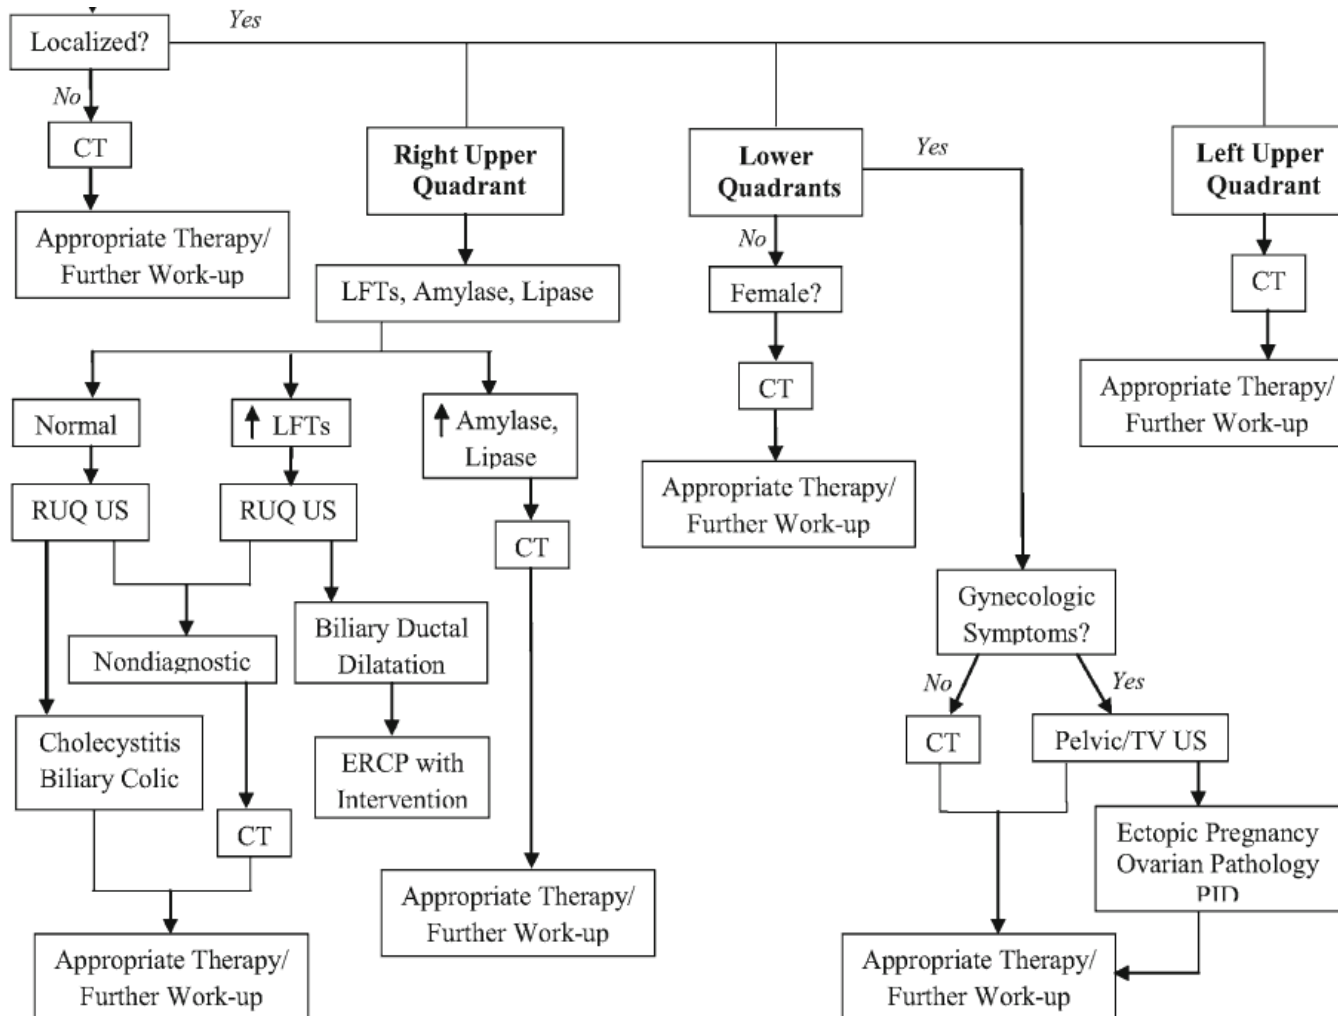 Localized?
Yes
No
CT
Appropriate Therapy/
Further Work-up
Right Upper
Quadrant
LFTs, Amylase, Lipase
Normal
RUQ US
↑ LFTs
RUQ US
↑ Amylase,
Lipase
CT
Nondiagnostic
Biliary Ductal
Dilatation
ERCP with
Intervention
Cholecystitis
Biliary Colic
CT
Appropriate Therapy/
Further Work-up
Appropriate Therapy/
Further Work-up
Lower
Quadrants
Yes
No
Female?
CT
Appropriate Therapy/
Further Work-up
Gynecologic
Symptoms?
No
Yes
CT
Pelvic/TV US
Ectopic Pregnancy
Ovarian Pathology
PID
Appropriate Therapy/
Further Work-up
Left Upper
Quadrant
CT
Appropriate Therapy/
Further Work-up